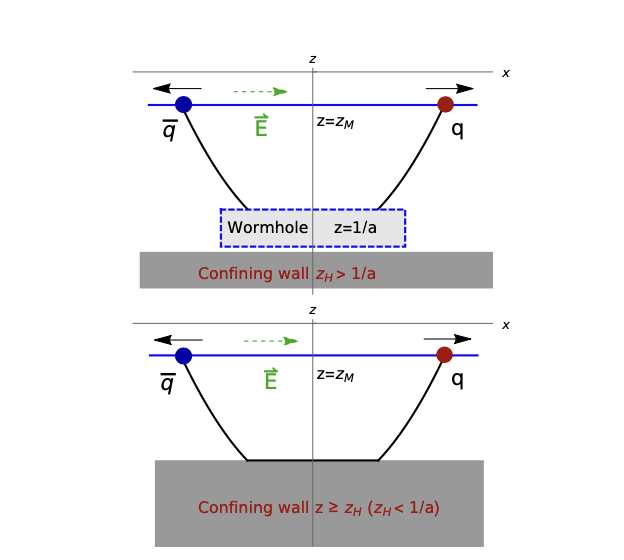 z
x
q̅
E⃗
z=z_M
q
Wormhole z=1/a
Confining wall z_H > 1/a
z
x
q̅
E⃗
z=z_M
q
Confining wall z ≥ z_H (z_H < 1/a)